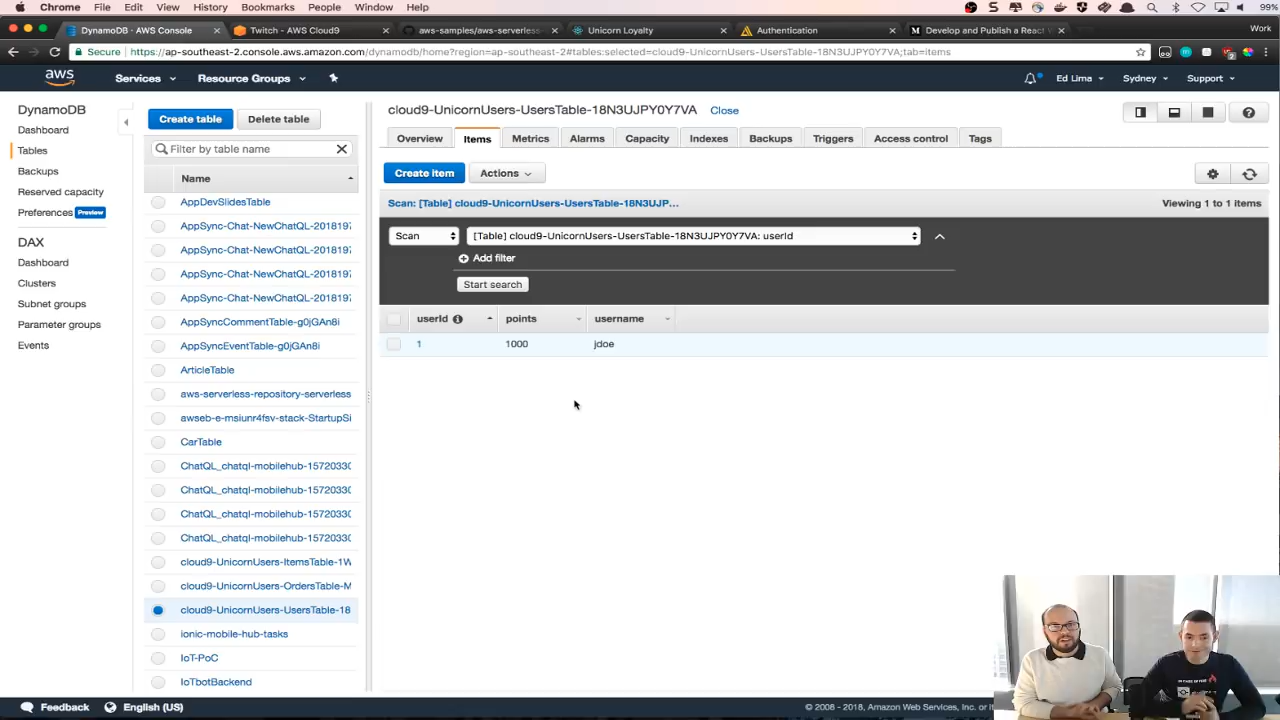 Chrome File Edit View History Bookmarks People Window Help 99%
DynamoDB · AWS Console × Twitch - AWS Cloud9 × aws-samples/aws-serverless × Unicorn Loyalty × Authentication × Develop and Publish a React × Work
Secure https://ap-southeast-2.console.aws.amazon.com/dynamodb/home?region=ap-southeast-2#tables:selected=cloud9-UnicornUsers-UsersTable-18N3UJPY0Y7VA;tab=items
aws Services Resource Groups Ed Lima Sydney Support
DynamoDB
Dashboard
Tables
Backups
Reserved capacity
Preferences Preview
DAX
Dashboard
Clusters
Subnet groups
Parameter groups
Events
Create table Delete table
Filter by table name
Name
AppDevSlidesTable
AppSync-Chat-NewChatQL-2018197
AppSync-Chat-NewChatQL-2018197
AppSync-Chat-NewChatQL-2018197
AppSync-Chat-NewChatQL-2018197
AppSyncCommentTable-g0jGAn8i
AppSyncEventTable-g0jGAn8i
ArticleTable
aws-serverless-repository-serverless
awseb-e-msiunr4fsv-stack-StartupSi
CarTable
ChatQL_chatql-mobilehub-15720330
ChatQL_chatql-mobilehub-15720330
ChatQL_chatql-mobilehub-15720330
ChatQL_chatql-mobilehub-15720330
cloud9-UnicornUsers-ItemsTable-1W
cloud9-UnicornUsers-OrdersTable-M
cloud9-UnicornUsers-UsersTable-18
ionic-mobile-hub-tasks
IoT-PoC
IoTbotBackend
cloud9-UnicornUsers-UsersTable-18N3UJPY0Y7VA Close
Overview Items Metrics Alarms Capacity Indexes Backups Triggers Access control Tags
Create item Actions
Scan: [Table] cloud9-UnicornUsers-UsersTable-18N3UJP... Viewing 1 to 1 items
Scan [Table] cloud9-UnicornUsers-UsersTable-18N3UJPY0Y7VA: userId
Add filter
Start search
userId points username
1 1000 jdoe
Feedback English (US) © 2008 - 2018, Amazon Web Services, Inc. or it